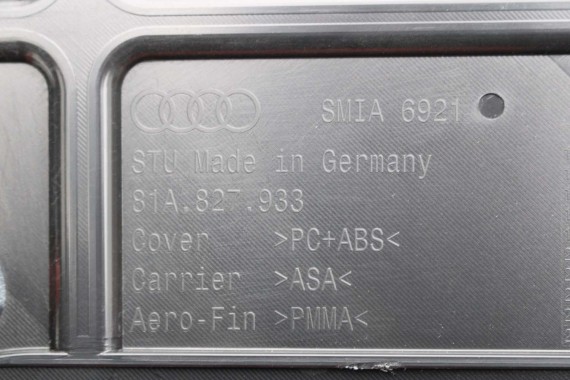 SMIA 6921
STU Made in Germany
81A.827.933
Cover >PC+ABS<
Carrier >ASA<
Aero-Fin >PMMA<